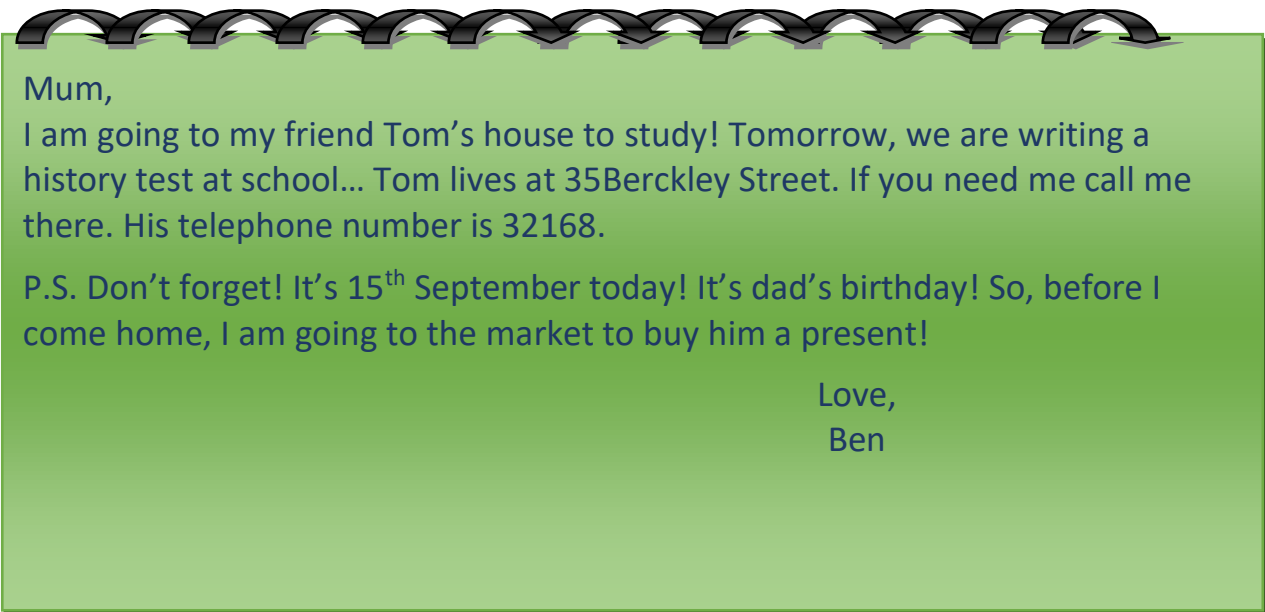 Mum,
I am going to my friend Tom’s house to study! Tomorrow, we are writing a
history test at school… Tom lives at 35Berckley Street. If you need me call me
there. His telephone number is 32168.
P.S. Don’t forget! It’s 15th September today! It’s dad’s birthday! So, before I
come home, I am going to the market to buy him a present!
Love,
Ben